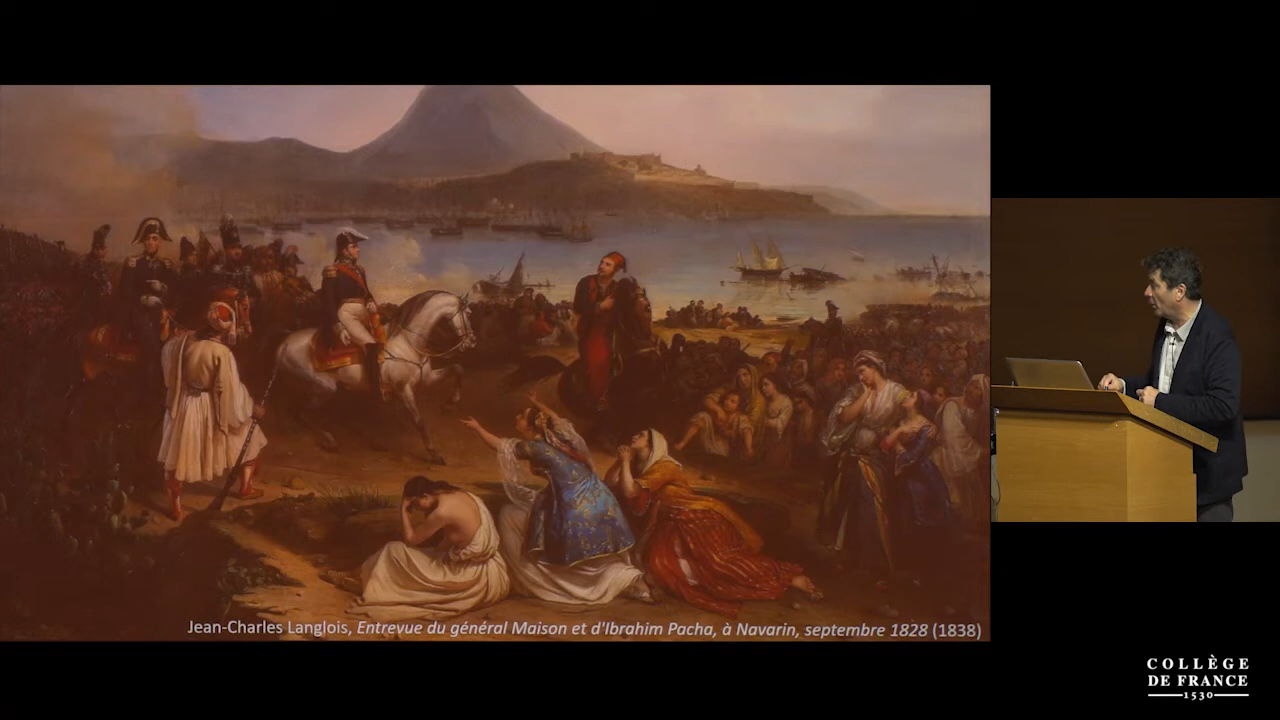 Jean-Charles Langlois, Entrevue du général Maison et d'Ibrahim Pacha, à Navarin, septembre 1828 (1838)
COLLÈGE
DE FRANCE
1530